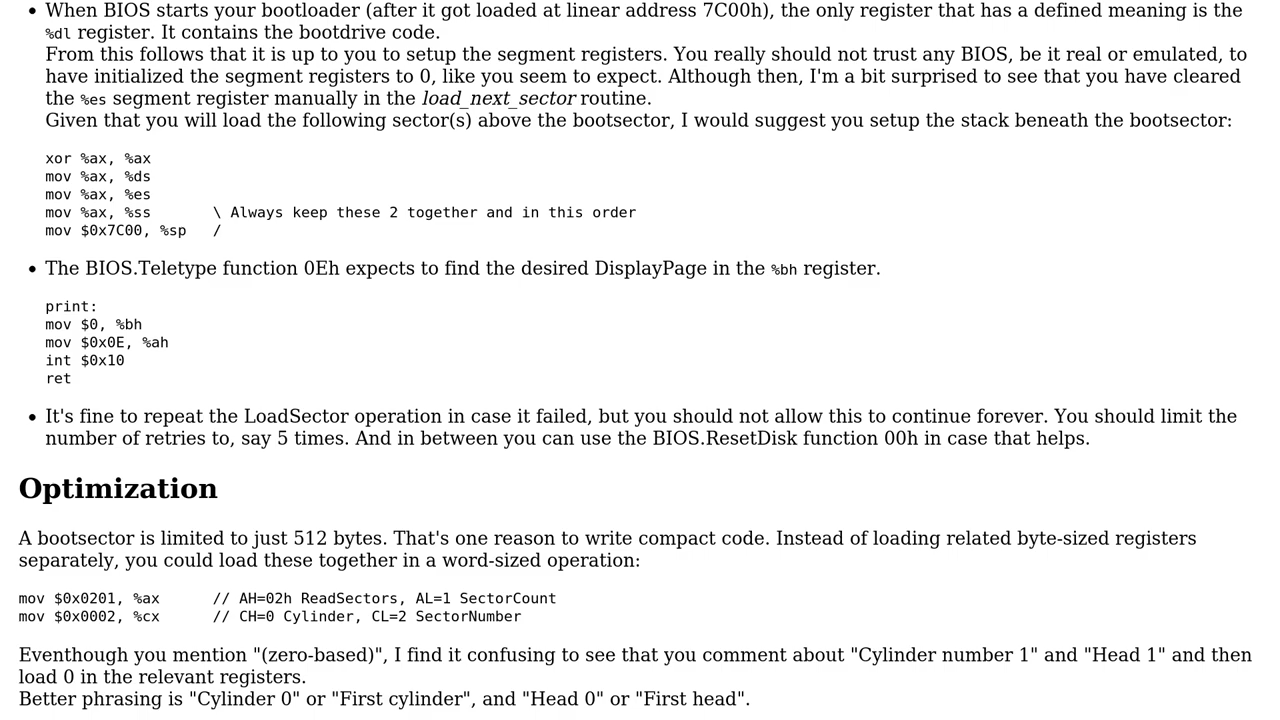 • When BIOS starts your bootloader (after it got loaded at linear address 7C00h), the only register that has a defined meaning is the
%dl register. It contains the bootdrive code.
From this follows that it is up to you to setup the segment registers. You really should not trust any BIOS, be it real or emulated, to
have initialized the segment registers to 0, like you seem to expect. Although then, I'm a bit surprised to see that you have cleared
the %es segment register manually in the load_next_sector routine.
Given that you will load the following sector(s) above the bootsector, I would suggest you setup the stack beneath the bootsector:
xor %ax, %ax
mov %ax, %ds
mov %ax, %es
mov %ax, %ss       \ Always keep these 2 together and in this order
mov $0x7C00, %sp   /
• The BIOS.Teletype function 0Eh expects to find the desired DisplayPage in the %bh register.
print:
mov $0, %bh
mov $0x0E, %ah
int $0x10
ret
• It's fine to repeat the LoadSector operation in case it failed, but you should not allow this to continue forever. You should limit the
number of retries to, say 5 times. And in between you can use the BIOS.ResetDisk function 00h in case that helps.
Optimization
A bootsector is limited to just 512 bytes. That's one reason to write compact code. Instead of loading related byte-sized registers
separately, you could load these together in a word-sized operation:
mov $0x0201, %ax      // AH=02h ReadSectors, AL=1 SectorCount
mov $0x0002, %cx      // CH=0 Cylinder, CL=2 SectorNumber
Eventhough you mention "(zero-based)", I find it confusing to see that you comment about "Cylinder number 1" and "Head 1" and then
load 0 in the relevant registers.
Better phrasing is "Cylinder 0" or "First cylinder", and "Head 0" or "First head".